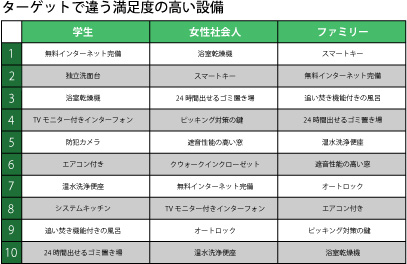 ターゲットで違う満足度の高い設備
学生 女性社会人 ファミリー
1 無料インターネット完備 浴室乾燥機 スマートキー
2 独立洗面台 スマートキー 無料インターネット完備
3 浴室乾燥機 24時間出せるゴミ置き場 追い焚き機能付きの風呂
4 TVモニター付きインターフォン ピッキング対策の鍵 24時間出せるゴミ置き場
5 防犯カメラ 遮音性能の高い窓 温水洗浄便座
6 エアコン付き クウォークインクローゼット 遮音性能の高い窓
7 温水洗浄便座 無料インターネット完備 オートロック
8 システムキッチン TVモニター付きインターフォン エアコン付き
9 追い焚き機能付きの風呂 オートロック ピッキング対策の鍵
10 24時間出せるゴミ置き場 温水洗浄便座 浴室乾燥機